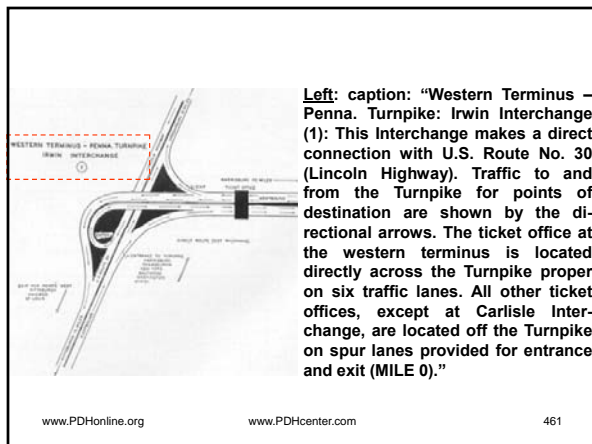 WESTERN TERMINUS - PENNA. TURNPIKE
IRWIN INTERCHANGE
1
Left: caption: “Western Terminus –
Penna. Turnpike: Irwin Interchange
(1): This Interchange makes a direct
connection with U.S. Route No. 30
(Lincoln Highway). Traffic to and
from the Turnpike for points of
destination are shown by the di-
rectional arrows. The ticket office at
the western terminus is located
directly across the Turnpike proper
on six traffic lanes. All other ticket
offices, except at Carlisle Inter-
change, are located off the Turnpike
on spur lanes provided for entrance
and exit (MILE 0).”
www.PDHonline.org
www.PDHcenter.com
461